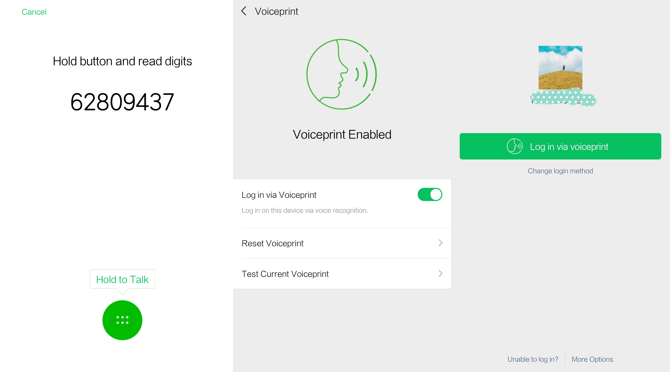 Cancel
Hold button and read digits
62809437
Hold to Talk
Voiceprint
Voiceprint Enabled
Log in via Voiceprint
Log in on this device via voice recognition.
Reset Voiceprint
Test Current Voiceprint
Log in via voiceprint
Change login method
Unable to log in?
More Options